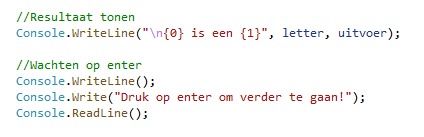 //Resultaat tonen
Console.WriteLine("\n{0} is een {1}", letter, uitvoer);
//Wachten op enter
Console.WriteLine();
Console.Write("Druk op enter om verder te gaan!");
Console.ReadLine();